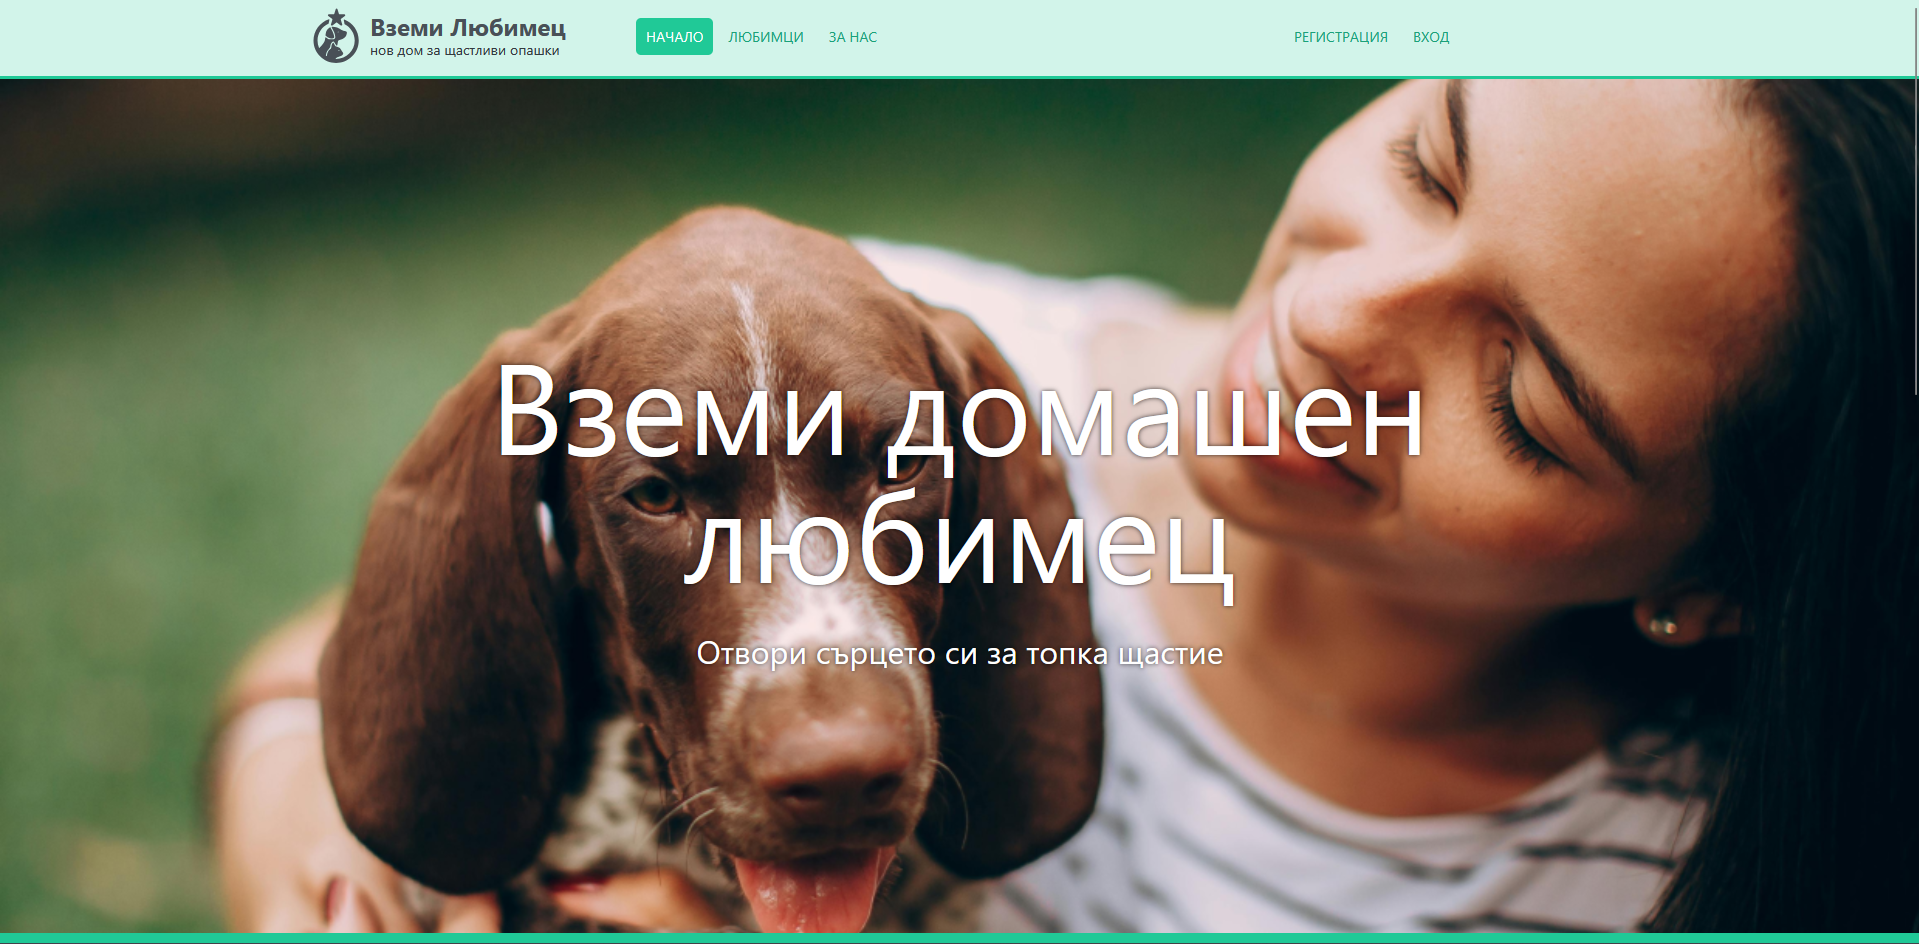 Вземи Любимец
нов дом за щастливи опашки
НАЧАЛО
ЛЮБИМЦИ
ЗА НАС
РЕГИСТРАЦИЯ
ВХОД
Вземи домашен
любимец
Отвори сърцето си за топка щастие